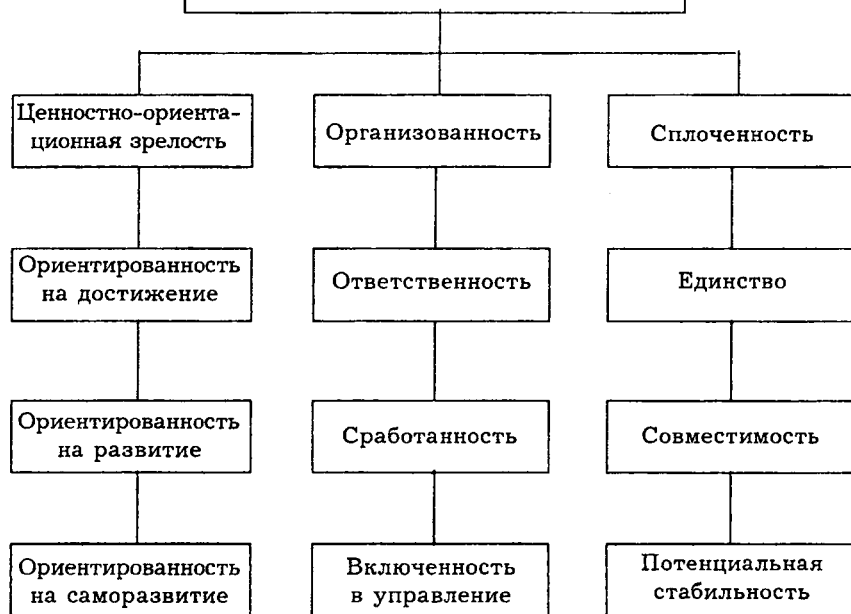 Ценностно-ориента-
ционная зрелость
Организованность
Сплоченность
Ориентированность
на достижение
Ответственность
Единство
Ориентированность
на развитие
Сработанность
Совместимость
Ориентированность
на саморазвитие
Включенность
в управление
Потенциальная
стабильность